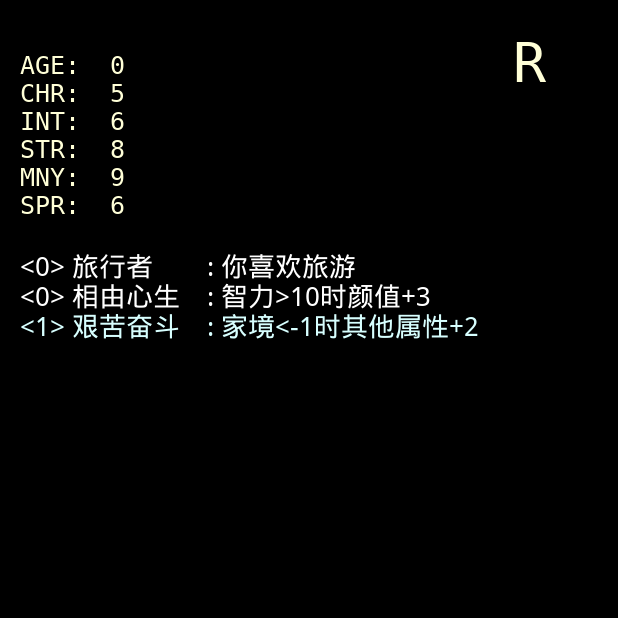 R
AGE: 0
CHR: 5
INT: 6
STR: 8
MNY: 9
SPR: 6
<0> 旅行者 : 你喜欢旅游
<0> 相由心生 : 智力>10时颜值+3
<1> 艰苦奋斗 : 家境<-1时其他属性+2